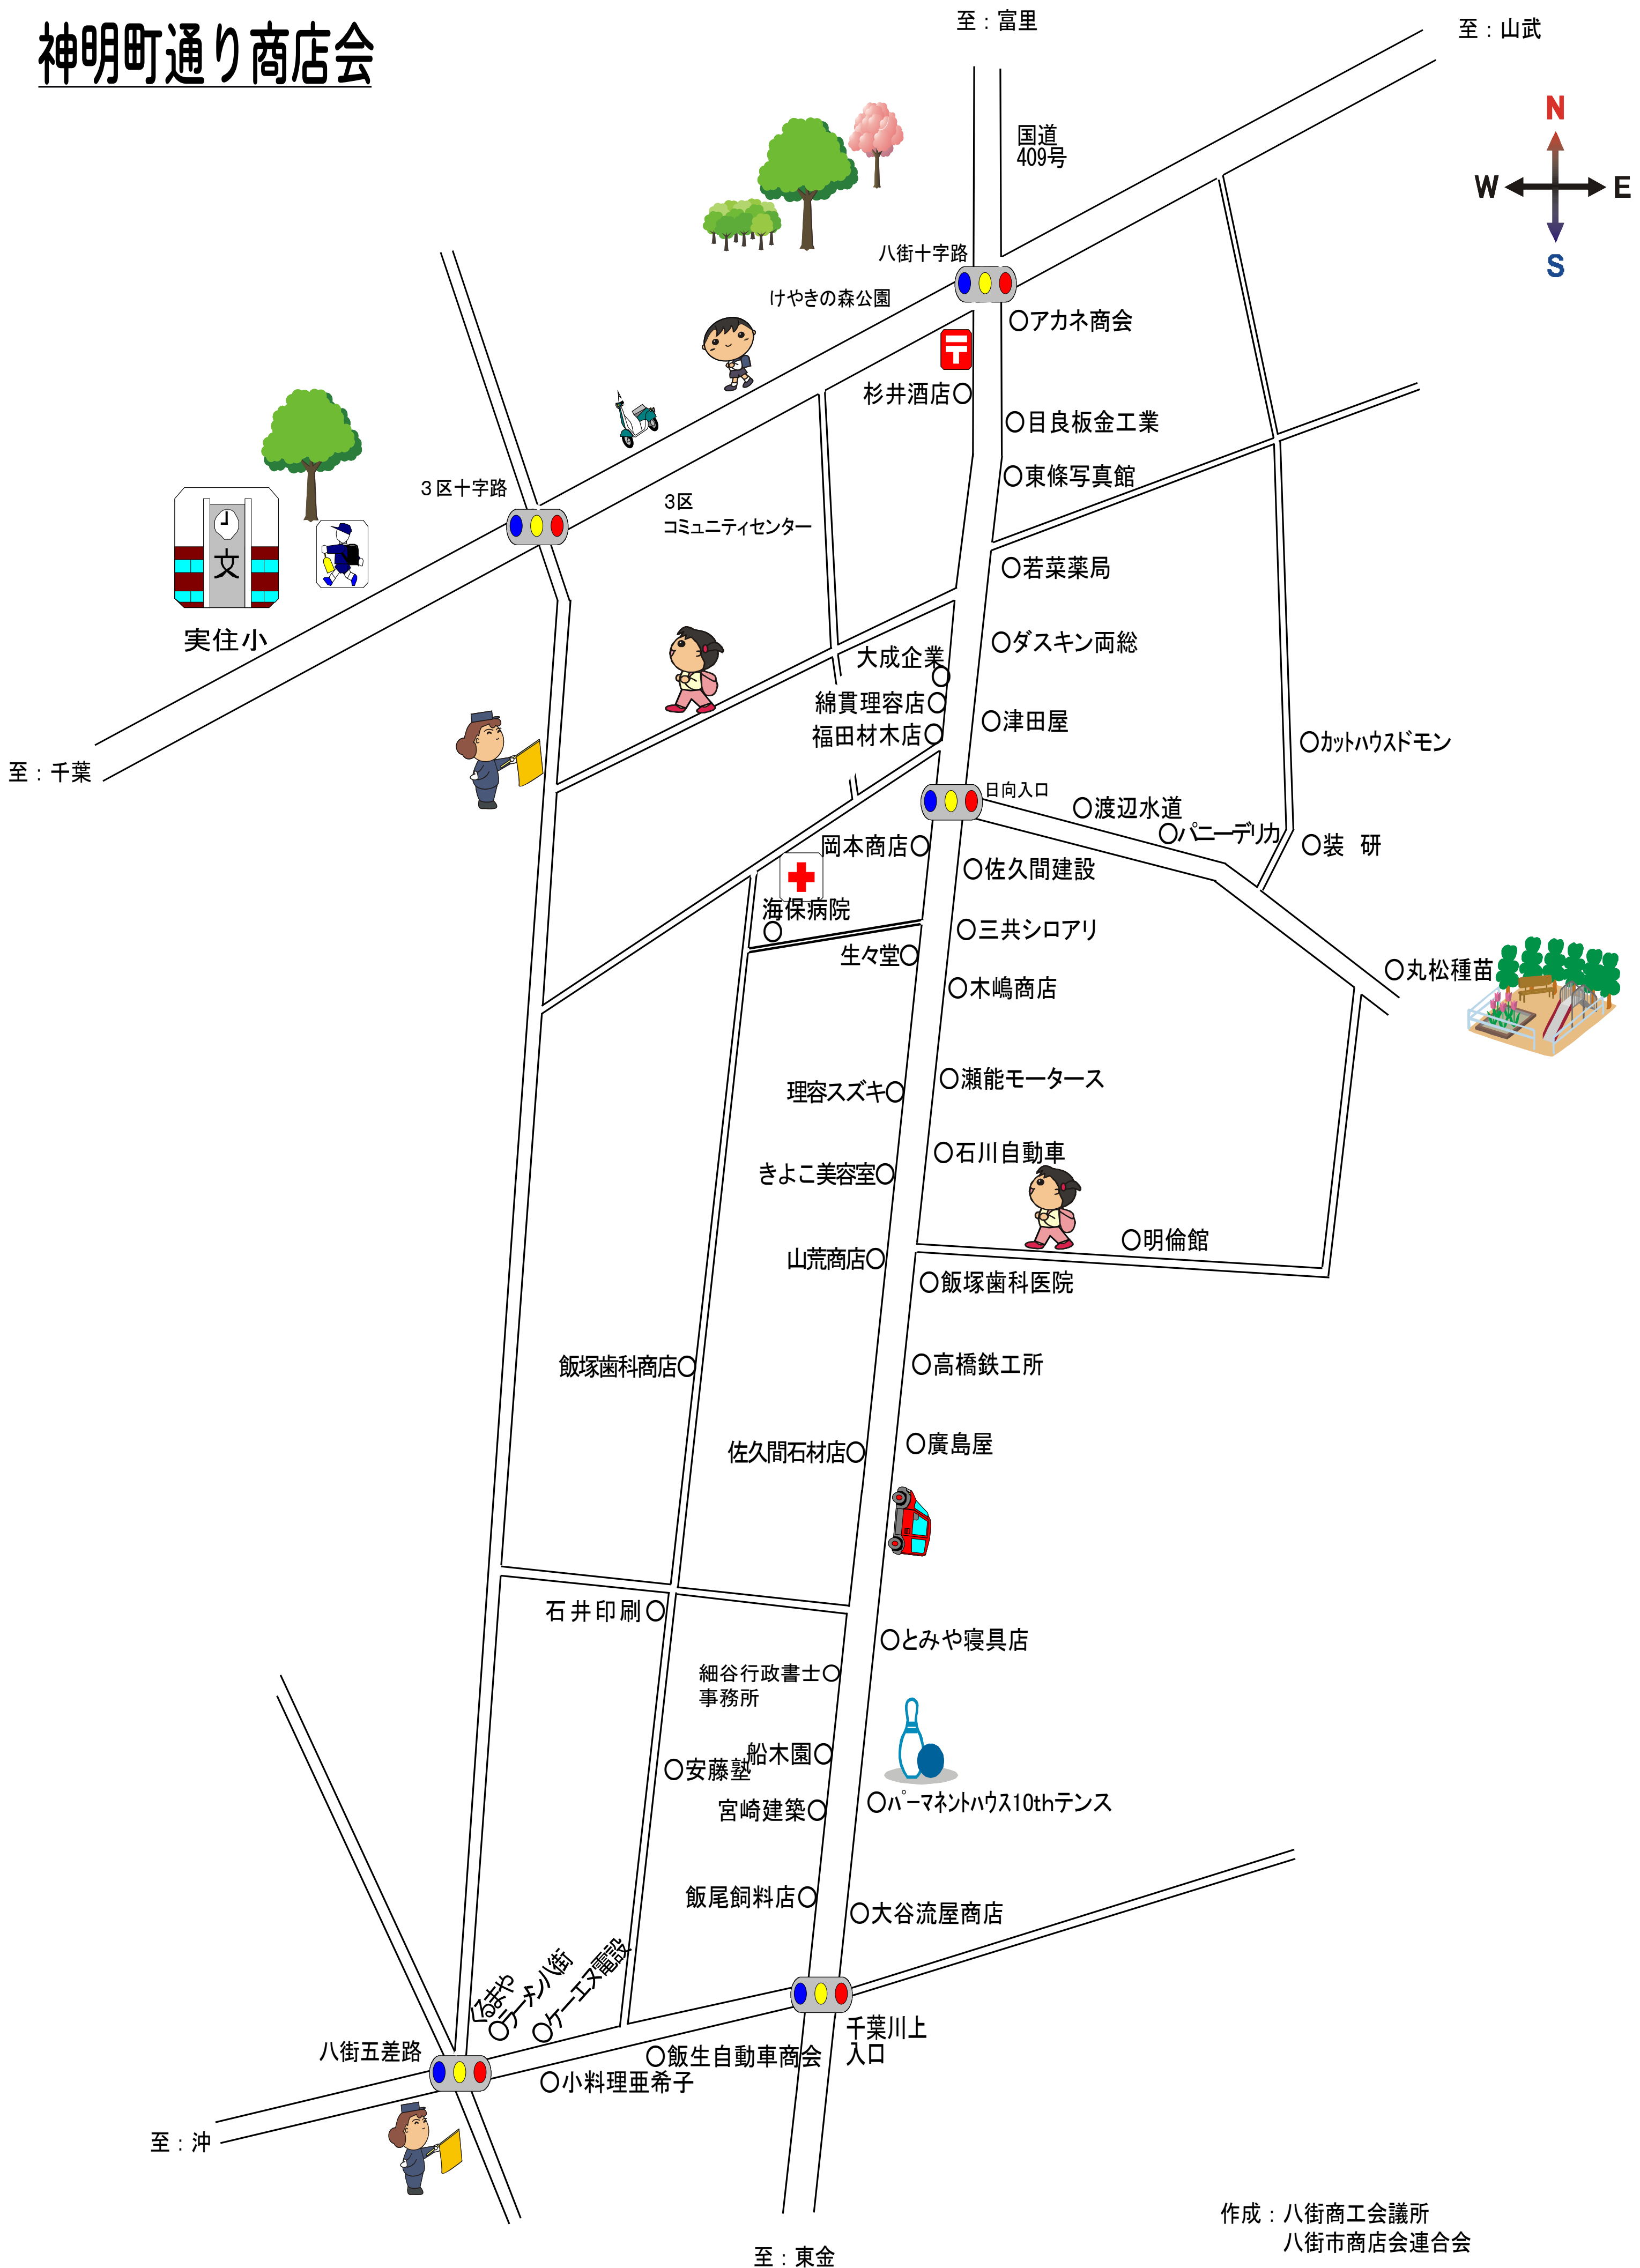 神明町通り商店会
至：富里
至：山武
N
W
E
S
国道
409号
八街十字路
けやきの森公園
アカネ商会
杉井酒店
目良板金工業
東條写真館
3区十字路
3区
コミュニティセンター
文
実住小
若菜薬局
ダスキン両総
大成企業
綿貫理容店
福田材木店
津田屋
カットハウスドモン
至：千葉
日向入口
渡辺水道
パニーデリカ
装 研
岡本商店
佐久間建設
海保病院
三共シロアリ
生々堂
丸松種苗
木嶋商店
瀬能モータース
理容スズキ
石川自動車
きよこ美容室
明倫館
山荒商店
飯塚歯科医院
飯塚歯科商店
高橋鉄工所
廣島屋
佐久間石材店
石井印刷
とみや寝具店
細谷行政書士
事務所
船木園
安藤塾
宮崎建築
パーマネントハウス10thテンス
飯尾飼料店
大谷流屋商店
くるまや
ラーメン八街
ケーエヌ電設
千葉川上
入口
八街五差路
飯生自動車商会
小料理亜希子
至：沖
至：東金
作成：八街商工会議所
八街市商店会連合会